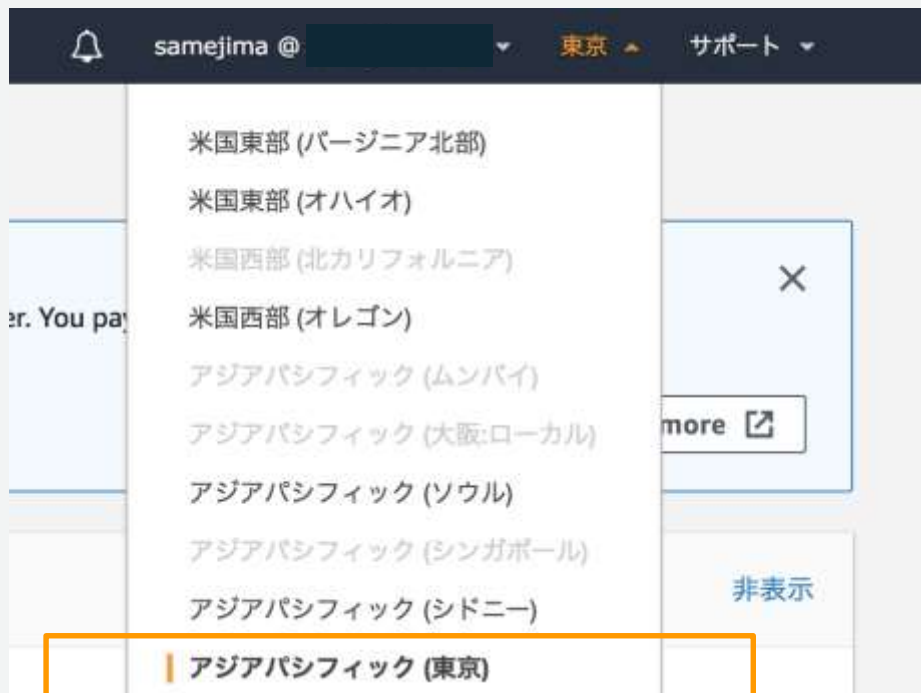 samejima @ 東京 サポート
米国東部 (バージニア北部)
米国東部 (オハイオ)
米国西部 (北カリフォルニア)
er. You pay
米国西部 (オレゴン)
アジアパシフィック (ムンバイ)
アジアパシフィック (大阪:ローカル)
more
アジアパシフィック (ソウル)
アジアパシフィック (シンガポール)
非表示
アジアパシフィック (シドニー)
アジアパシフィック (東京)